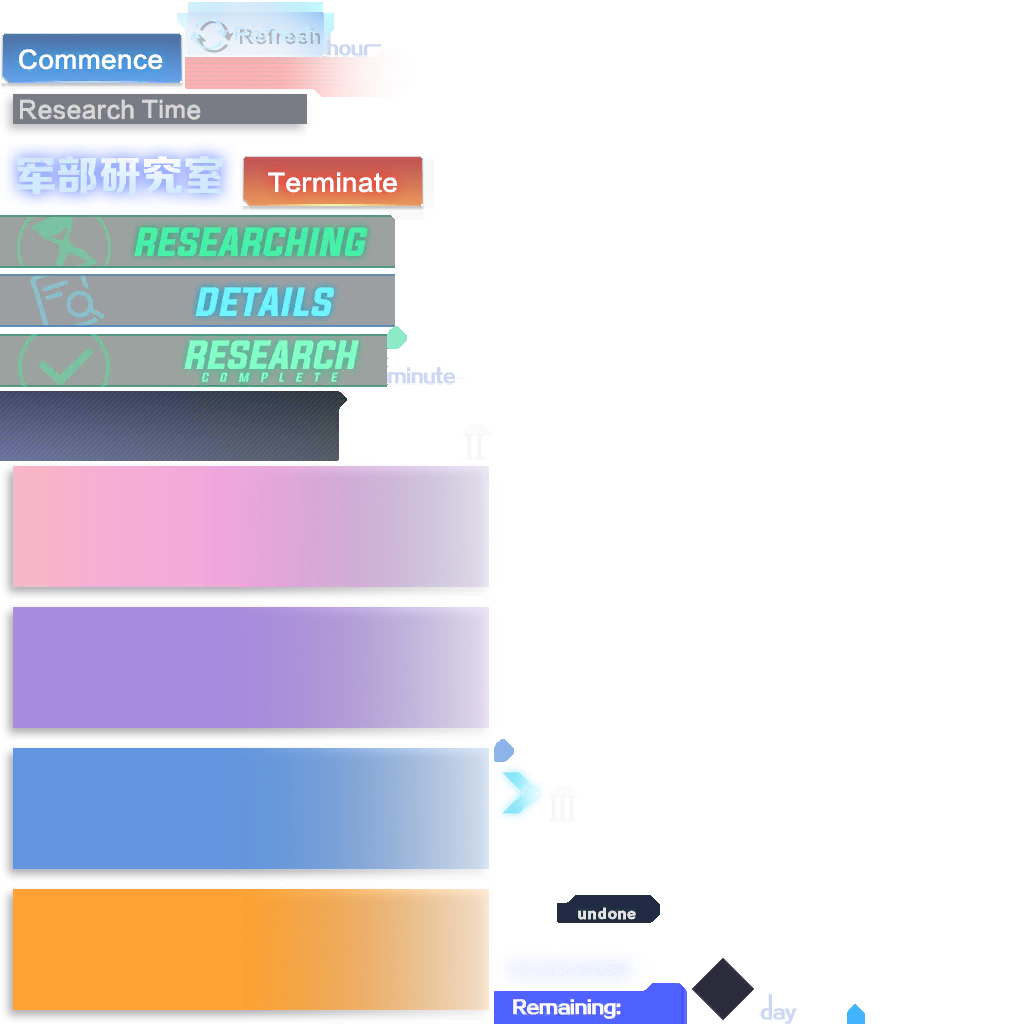 Refresh
hour
Commence
Research Time
军部研究室
Terminate
RESEARCHING
DETAILS
RESEARCH
COMPLETE
minute
undone
Remaining:
day